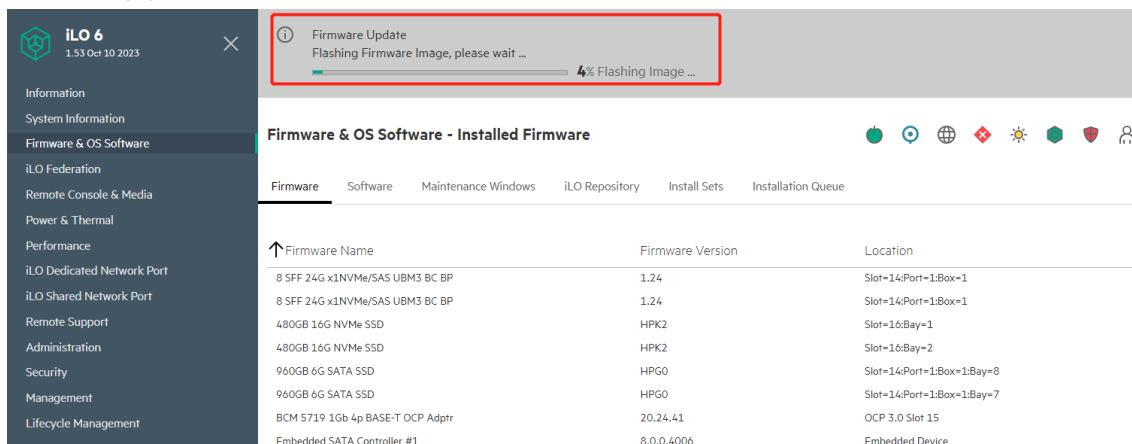 iLO 6
1.53 Oct 10 2023
Information
System Information
Firmware & OS Software
iLO Federation
Remote Console & Media
Power & Thermal
Performance
iLO Dedicated Network Port
iLO Shared Network Port
Remote Support
Administration
Security
Management
Lifecycle Management
Firmware Update
Flashing Firmware Image, please wait ...
4% Flashing Image ...
Firmware & OS Software - Installed Firmware
Firmware Software Maintenance Windows iLO Repository Install Sets Installation Queue
Firmware Name Firmware Version Location
8 SFF 24G x1NVMe/SAS UBM3 BC BP 1.24 Slot=14:Port=1:Box=1
8 SFF 24G x1NVMe/SAS UBM3 BC BP 1.24 Slot=14:Port=1:Box=1
480GB 16G NVMe SSD HPK2 Slot=16:Bay=1
480GB 16G NVMe SSD HPK2 Slot=16:Bay=2
960GB 6G SATA SSD HPG0 Slot=14:Port=1:Box=1:Bay=8
960GB 6G SATA SSD HPG0 Slot=14:Port=1:Box=1:Bay=7
BCM 5719 1Gb 4p BASE-T OCP Adptr 20.24.41 OCP 3.0 Slot 15
Embedded SATA Controller #1 8.0.0.4006 Embedded Device